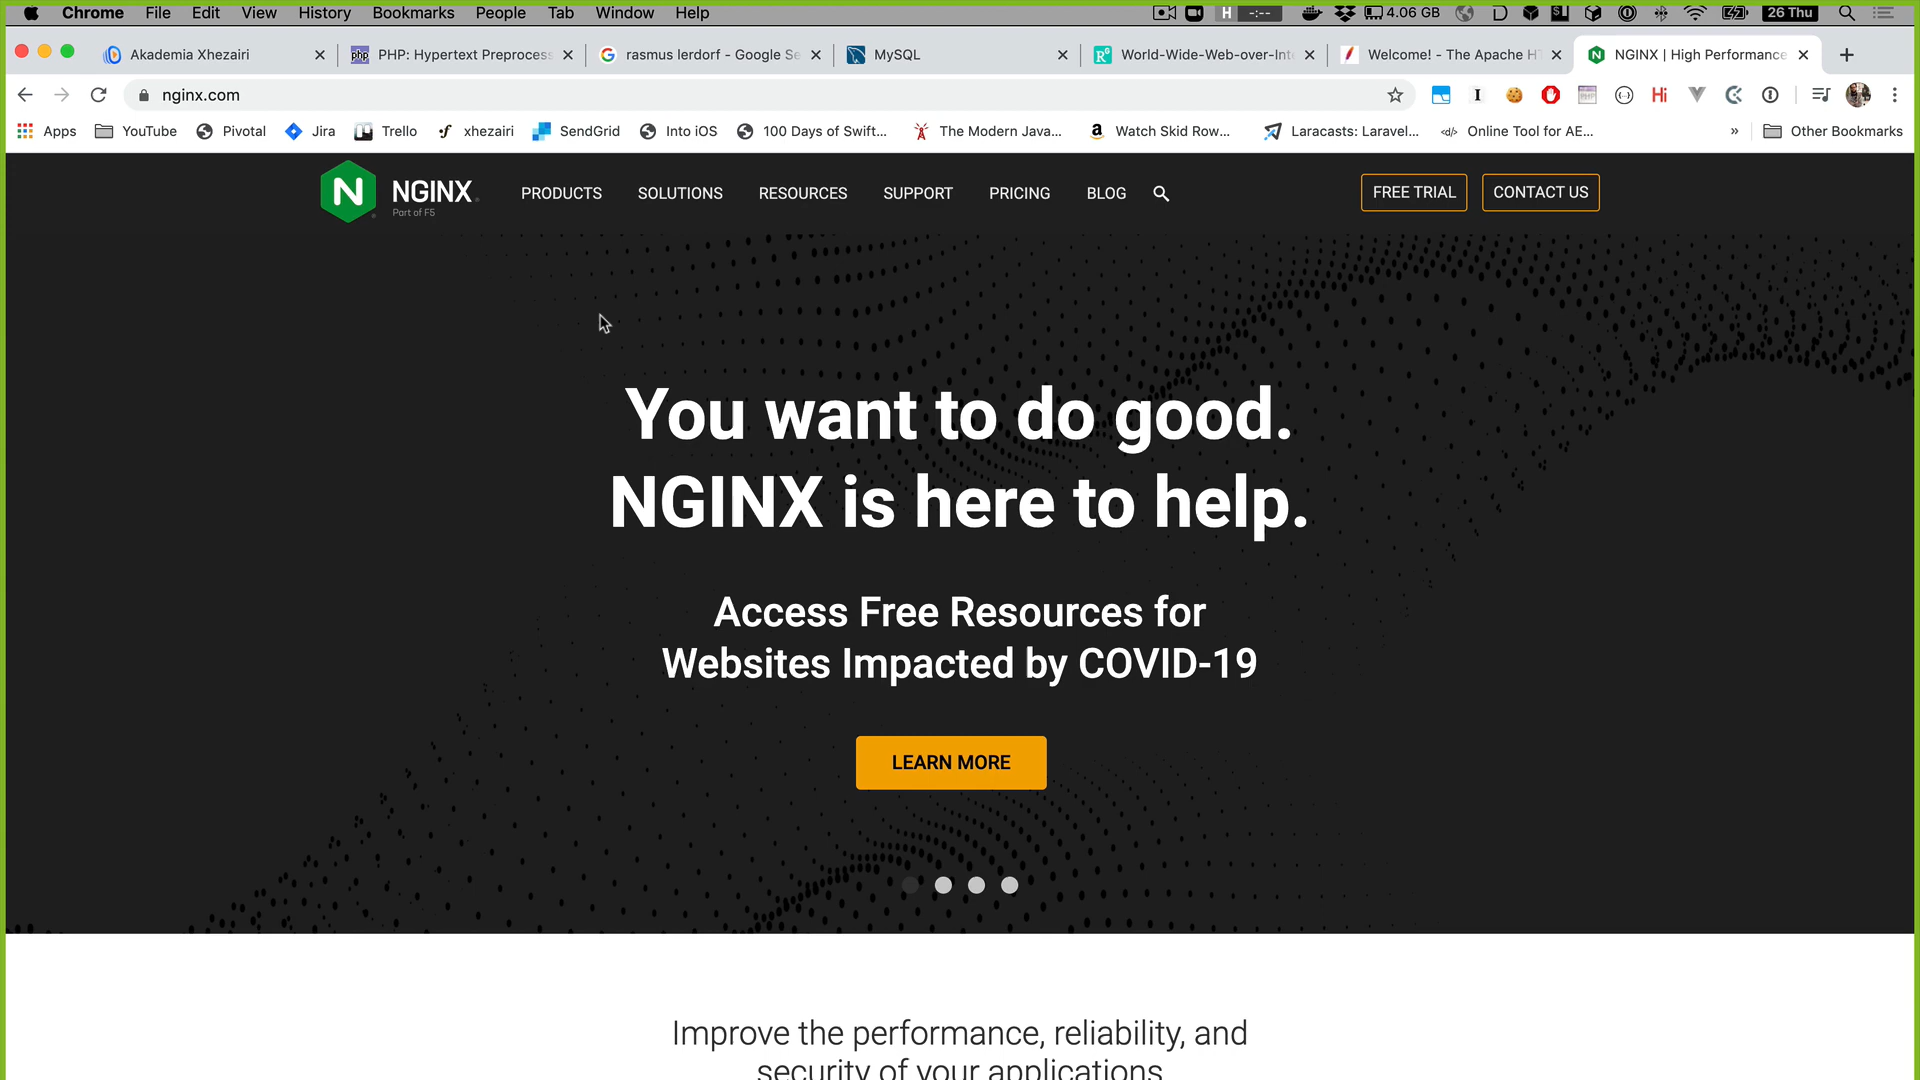 Chrome File Edit View History Bookmarks People Tab Window Help H -:-- 4.06 GB 26 Thu
Akademia Xhezairi PHP: Hypertext Preprocess rasmus lerdorf - Google Se MySQL World-Wide-Web-over-Inte Welcome! - The Apache HT NGINX | High Performance
nginx.com
Apps YouTube Pivotal Jira Trello xhezairi SendGrid Into iOS 100 Days of Swift... The Modern Java... Watch Skid Row... Laracasts: Laravel... Online Tool for AE... » Other Bookmarks
NGINX
Part of F5
PRODUCTS SOLUTIONS RESOURCES SUPPORT PRICING BLOG FREE TRIAL CONTACT US
You want to do good.
NGINX is here to help.
Access Free Resources for
Websites Impacted by COVID-19
LEARN MORE
Improve the performance, reliability, and
security of your applications